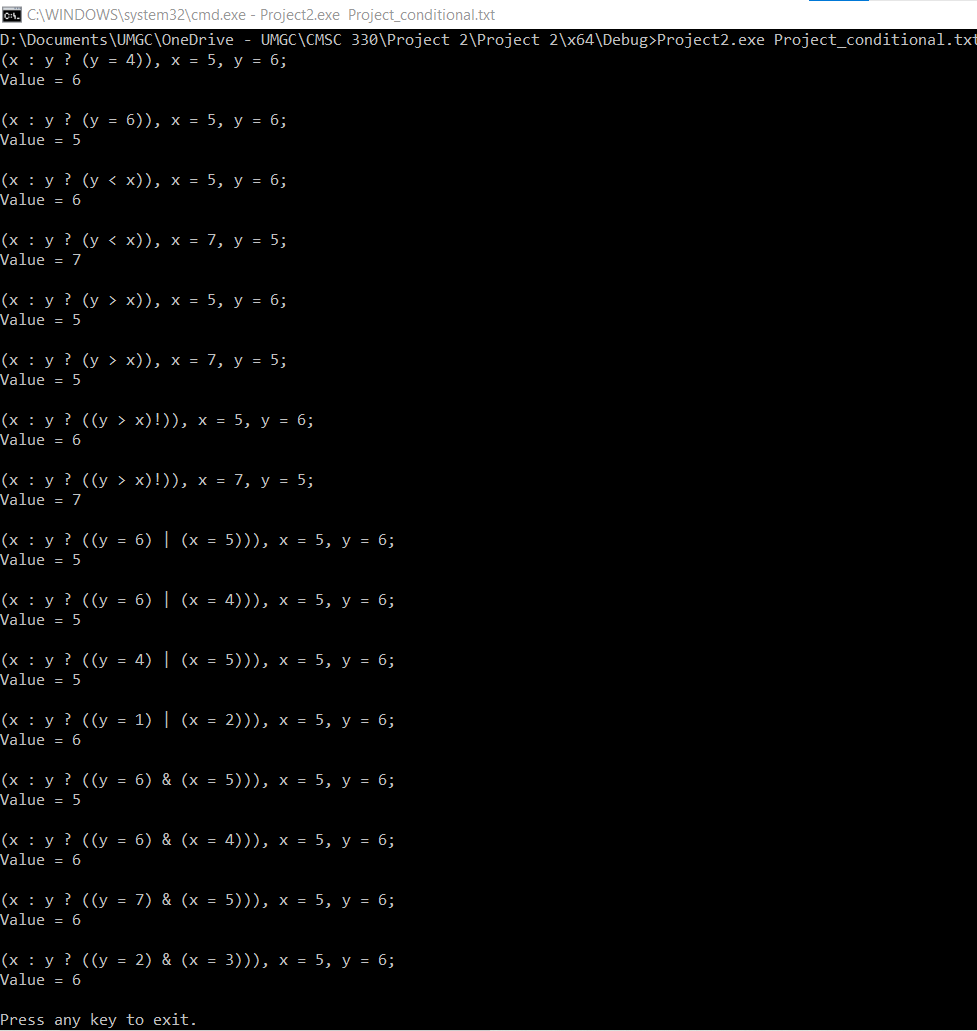 C:\WINDOWS\system32\cmd.exe - Project2.exe  Project_conditional.txt
D:\Documents\UMGC\OneDrive - UMGC\CMSC 330\Project 2\Project 2\x64\Debug>Project2.exe Project_conditional.txt
(x : y ? (y = 4)), x = 5, y = 6;
Value = 6
(x : y ? (y = 6)), x = 5, y = 6;
Value = 5
(x : y ? (y < x)), x = 5, y = 6;
Value = 6
(x : y ? (y < x)), x = 7, y = 5;
Value = 7
(x : y ? (y > x)), x = 5, y = 6;
Value = 5
(x : y ? (y > x)), x = 7, y = 5;
Value = 5
(x : y ? ((y > x)!)), x = 5, y = 6;
Value = 6
(x : y ? ((y > x)!)), x = 7, y = 5;
Value = 7
(x : y ? ((y = 6) | (x = 5))), x = 5, y = 6;
Value = 5
(x : y ? ((y = 6) | (x = 4))), x = 5, y = 6;
Value = 5
(x : y ? ((y = 4) | (x = 5))), x = 5, y = 6;
Value = 5
(x : y ? ((y = 1) | (x = 2))), x = 5, y = 6;
Value = 6
(x : y ? ((y = 6) & (x = 5))), x = 5, y = 6;
Value = 5
(x : y ? ((y = 6) & (x = 4))), x = 5, y = 6;
Value = 6
(x : y ? ((y = 7) & (x = 5))), x = 5, y = 6;
Value = 6
(x : y ? ((y = 2) & (x = 3))), x = 5, y = 6;
Value = 6
Press any key to exit.